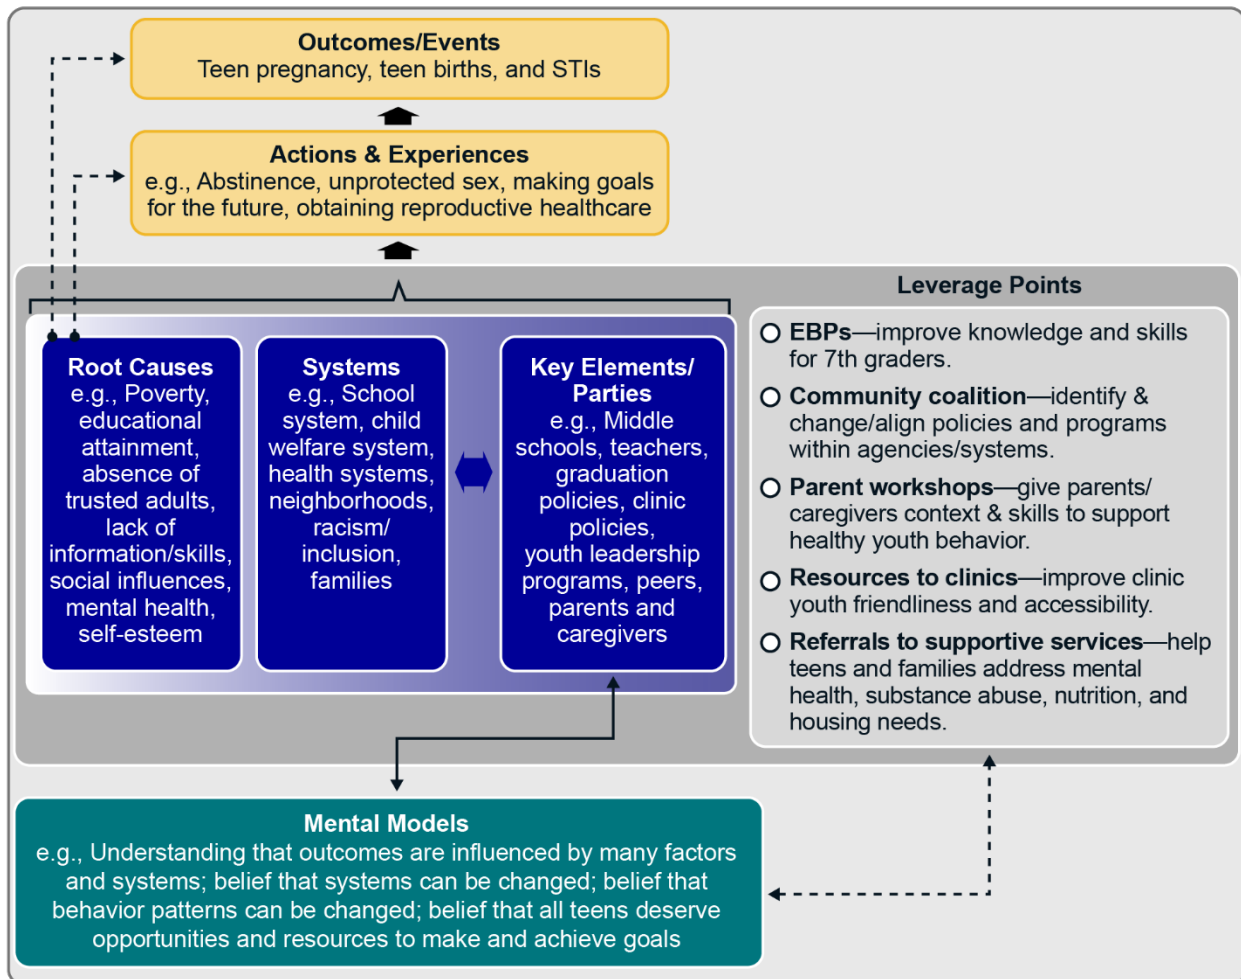 Outcomes/Events
Teen pregnancy, teen births, and STIs
Actions & Experiences
e.g., Abstinence, unprotected sex, making goals
for the future, obtaining reproductive healthcare
Root Causes
e.g., Poverty,
educational
attainment,
absence of
trusted adults,
lack of
information/skills,
social influences,
mental health,
self-esteem
Systems
e.g., School
system, child
welfare system,
health systems,
neighborhoods,
racism/
inclusion,
families
Key Elements/
Parties
e.g., Middle
schools, teachers,
graduation
policies, clinic
policies,
youth leadership
programs, peers,
parents and
caregivers
Leverage Points
EBPs—improve knowledge and skills
for 7th graders.
Community coalition—identify &
change/align policies and programs
within agencies/systems.
Parent workshops—give parents/
caregivers context & skills to support
healthy youth behavior.
Resources to clinics—improve clinic
youth friendliness and accessibility.
Referrals to supportive services—help
teens and families address mental
health, substance abuse, nutrition, and
housing needs.
Mental Models
e.g., Understanding that outcomes are influenced by many factors
and systems; belief that systems can be changed; belief that
behavior patterns can be changed; belief that all teens deserve
opportunities and resources to make and achieve goals